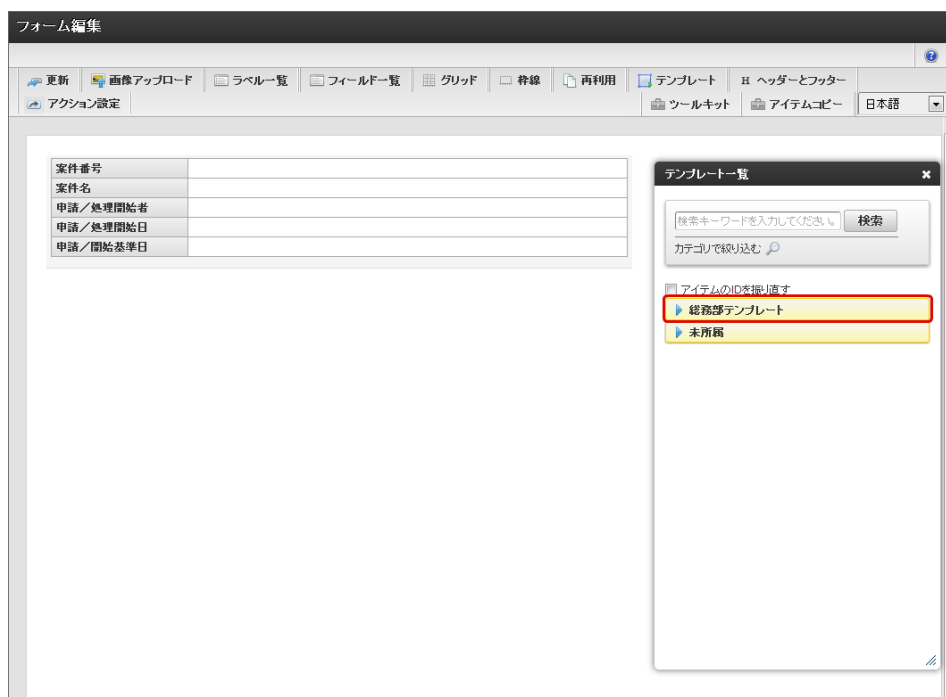 フォーム編集
更新 画像アップロード ラベル一覧 フィールド一覧 グリッド 枠線 再利用 テンプレート H ヘッダーとフッター
アクション設定 ツールキット アイテムコピー 日本語
案件番号
案件名
申請／処理開始者
申請／処理開始日
申請／開始基準日
テンプレート一覧
検索キーワードを入力してください。 検索
カテゴリで絞り込む
アイテムのIDを振り直す
総務部テンプレート
未所属